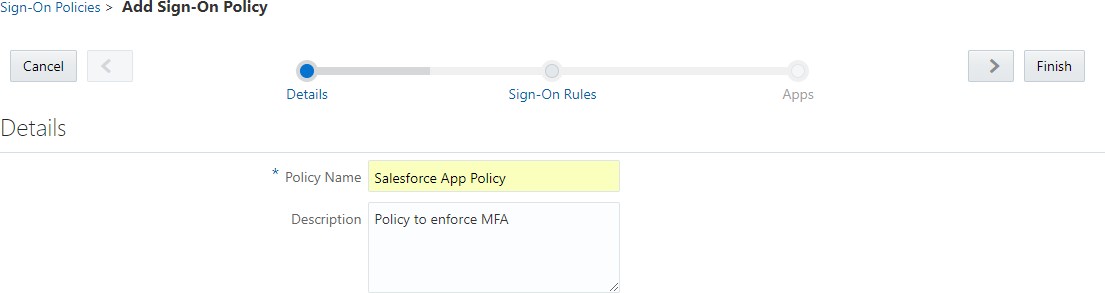 Sign-On Policies > Add Sign-On Policy
Cancel < > Finish
Details Sign-On Rules Apps
Details
* Policy Name Salesforce App Policy
Description Policy to enforce MFA